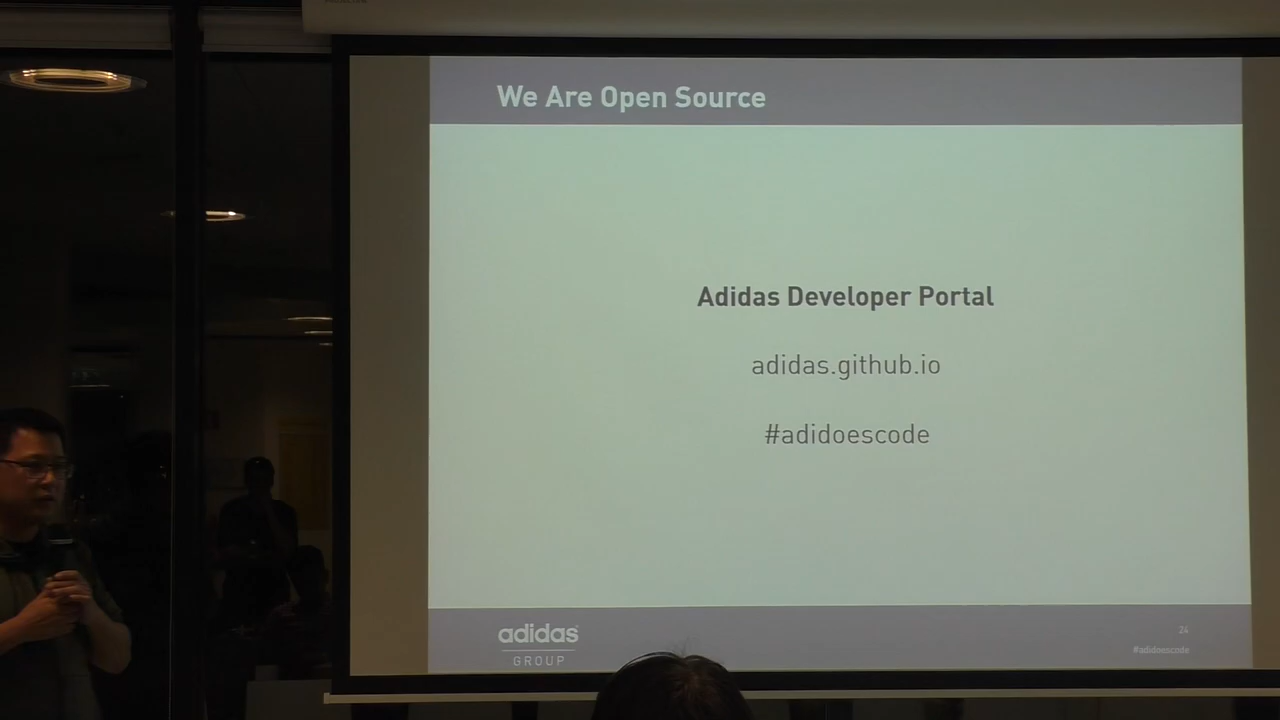 We Are Open Source
Adidas Developer Portal
adidas.github.io
#adidoescode
adidas
GROUP
24
#adidoescode